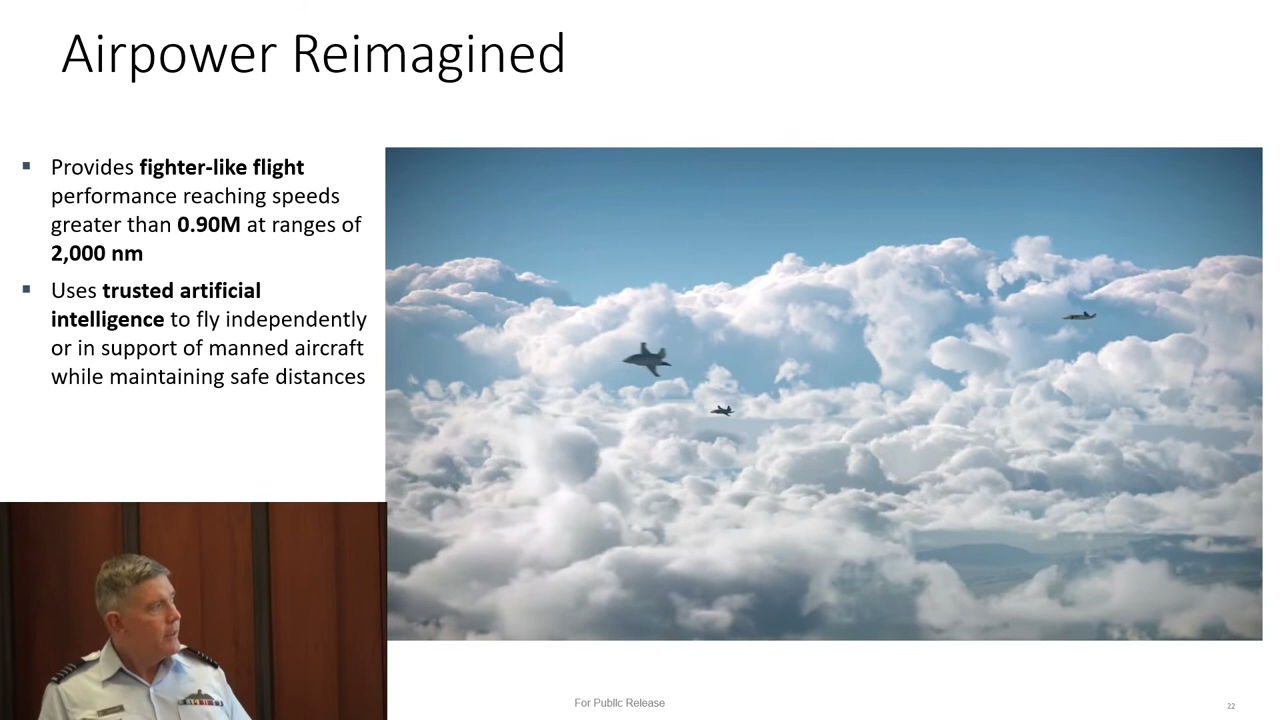 Airpower Reimagined
▪ Provides fighter-like flight
performance reaching speeds
greater than 0.90M at ranges of
2,000 nm
▪ Uses trusted artificial
intelligence to fly independently
or in support of manned aircraft
while maintaining safe distances
For Public Release
22